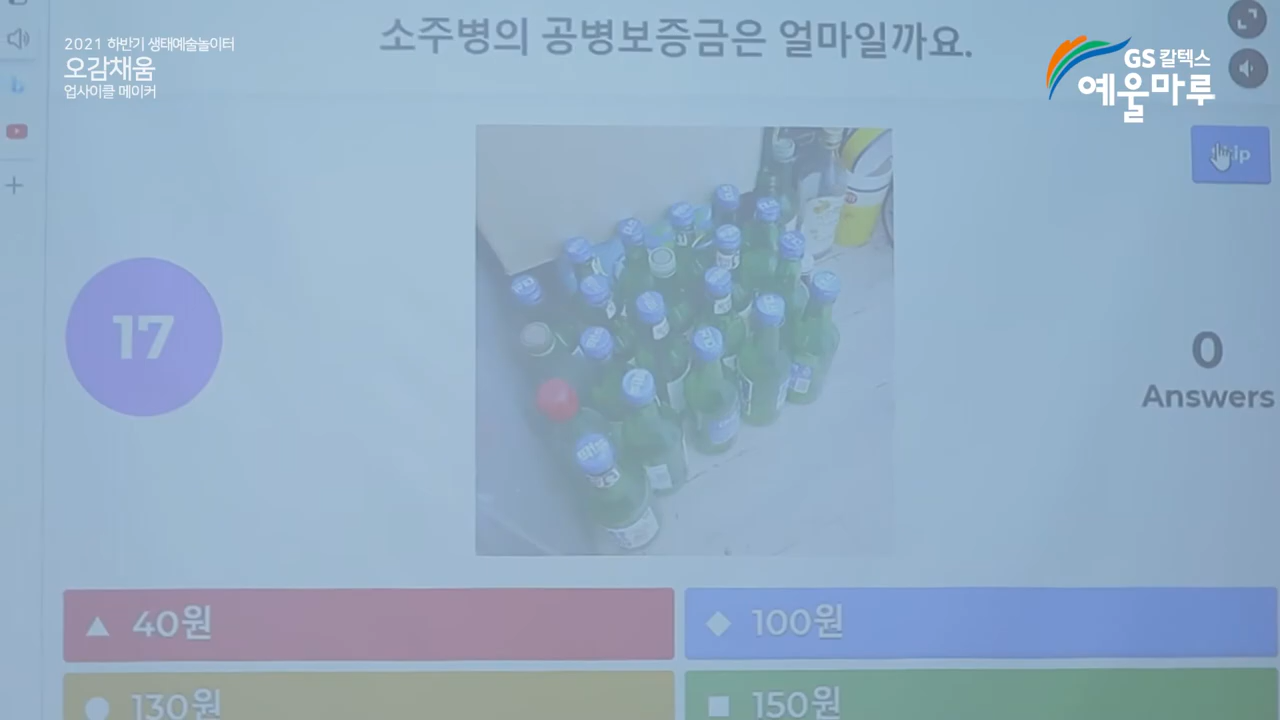 소주병의 공병보증금은 얼마일까요.
2021 하반기 생태예술놀이터
오감채움
업사이클 메이커
GS칼텍스
예울마루
17
0
Answers
40원
100원
130원
150원